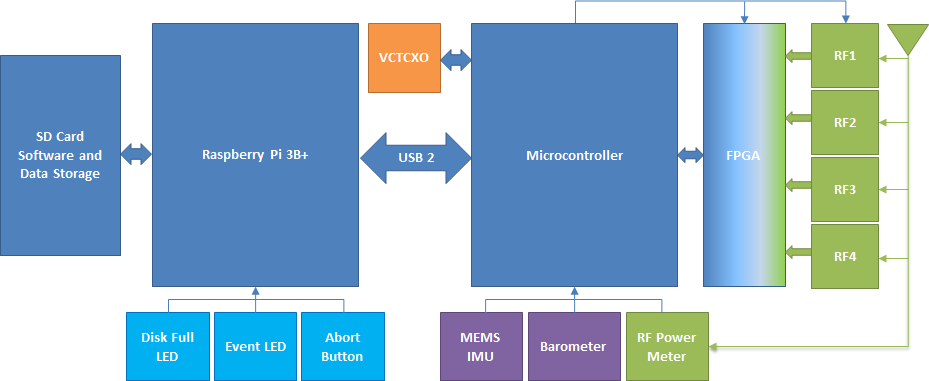 VCTCXO
RF1
SD Card
Software and
Data Storage
Raspberry Pi 3B+
USB 2
Microcontroller
FPGA
RF2
RF3
RF4
Disk Full
LED
Event LED
Abort
Button
MEMS
IMU
Barometer
RF Power
Meter